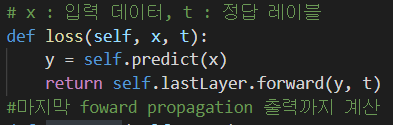 # x : 입력 데이터, t : 정답 레이블
def loss(self, x, t):
    y = self.predict(x)
    return self.lastLayer.forward(y, t)
#마지막 foward propagation 출력까지 계산